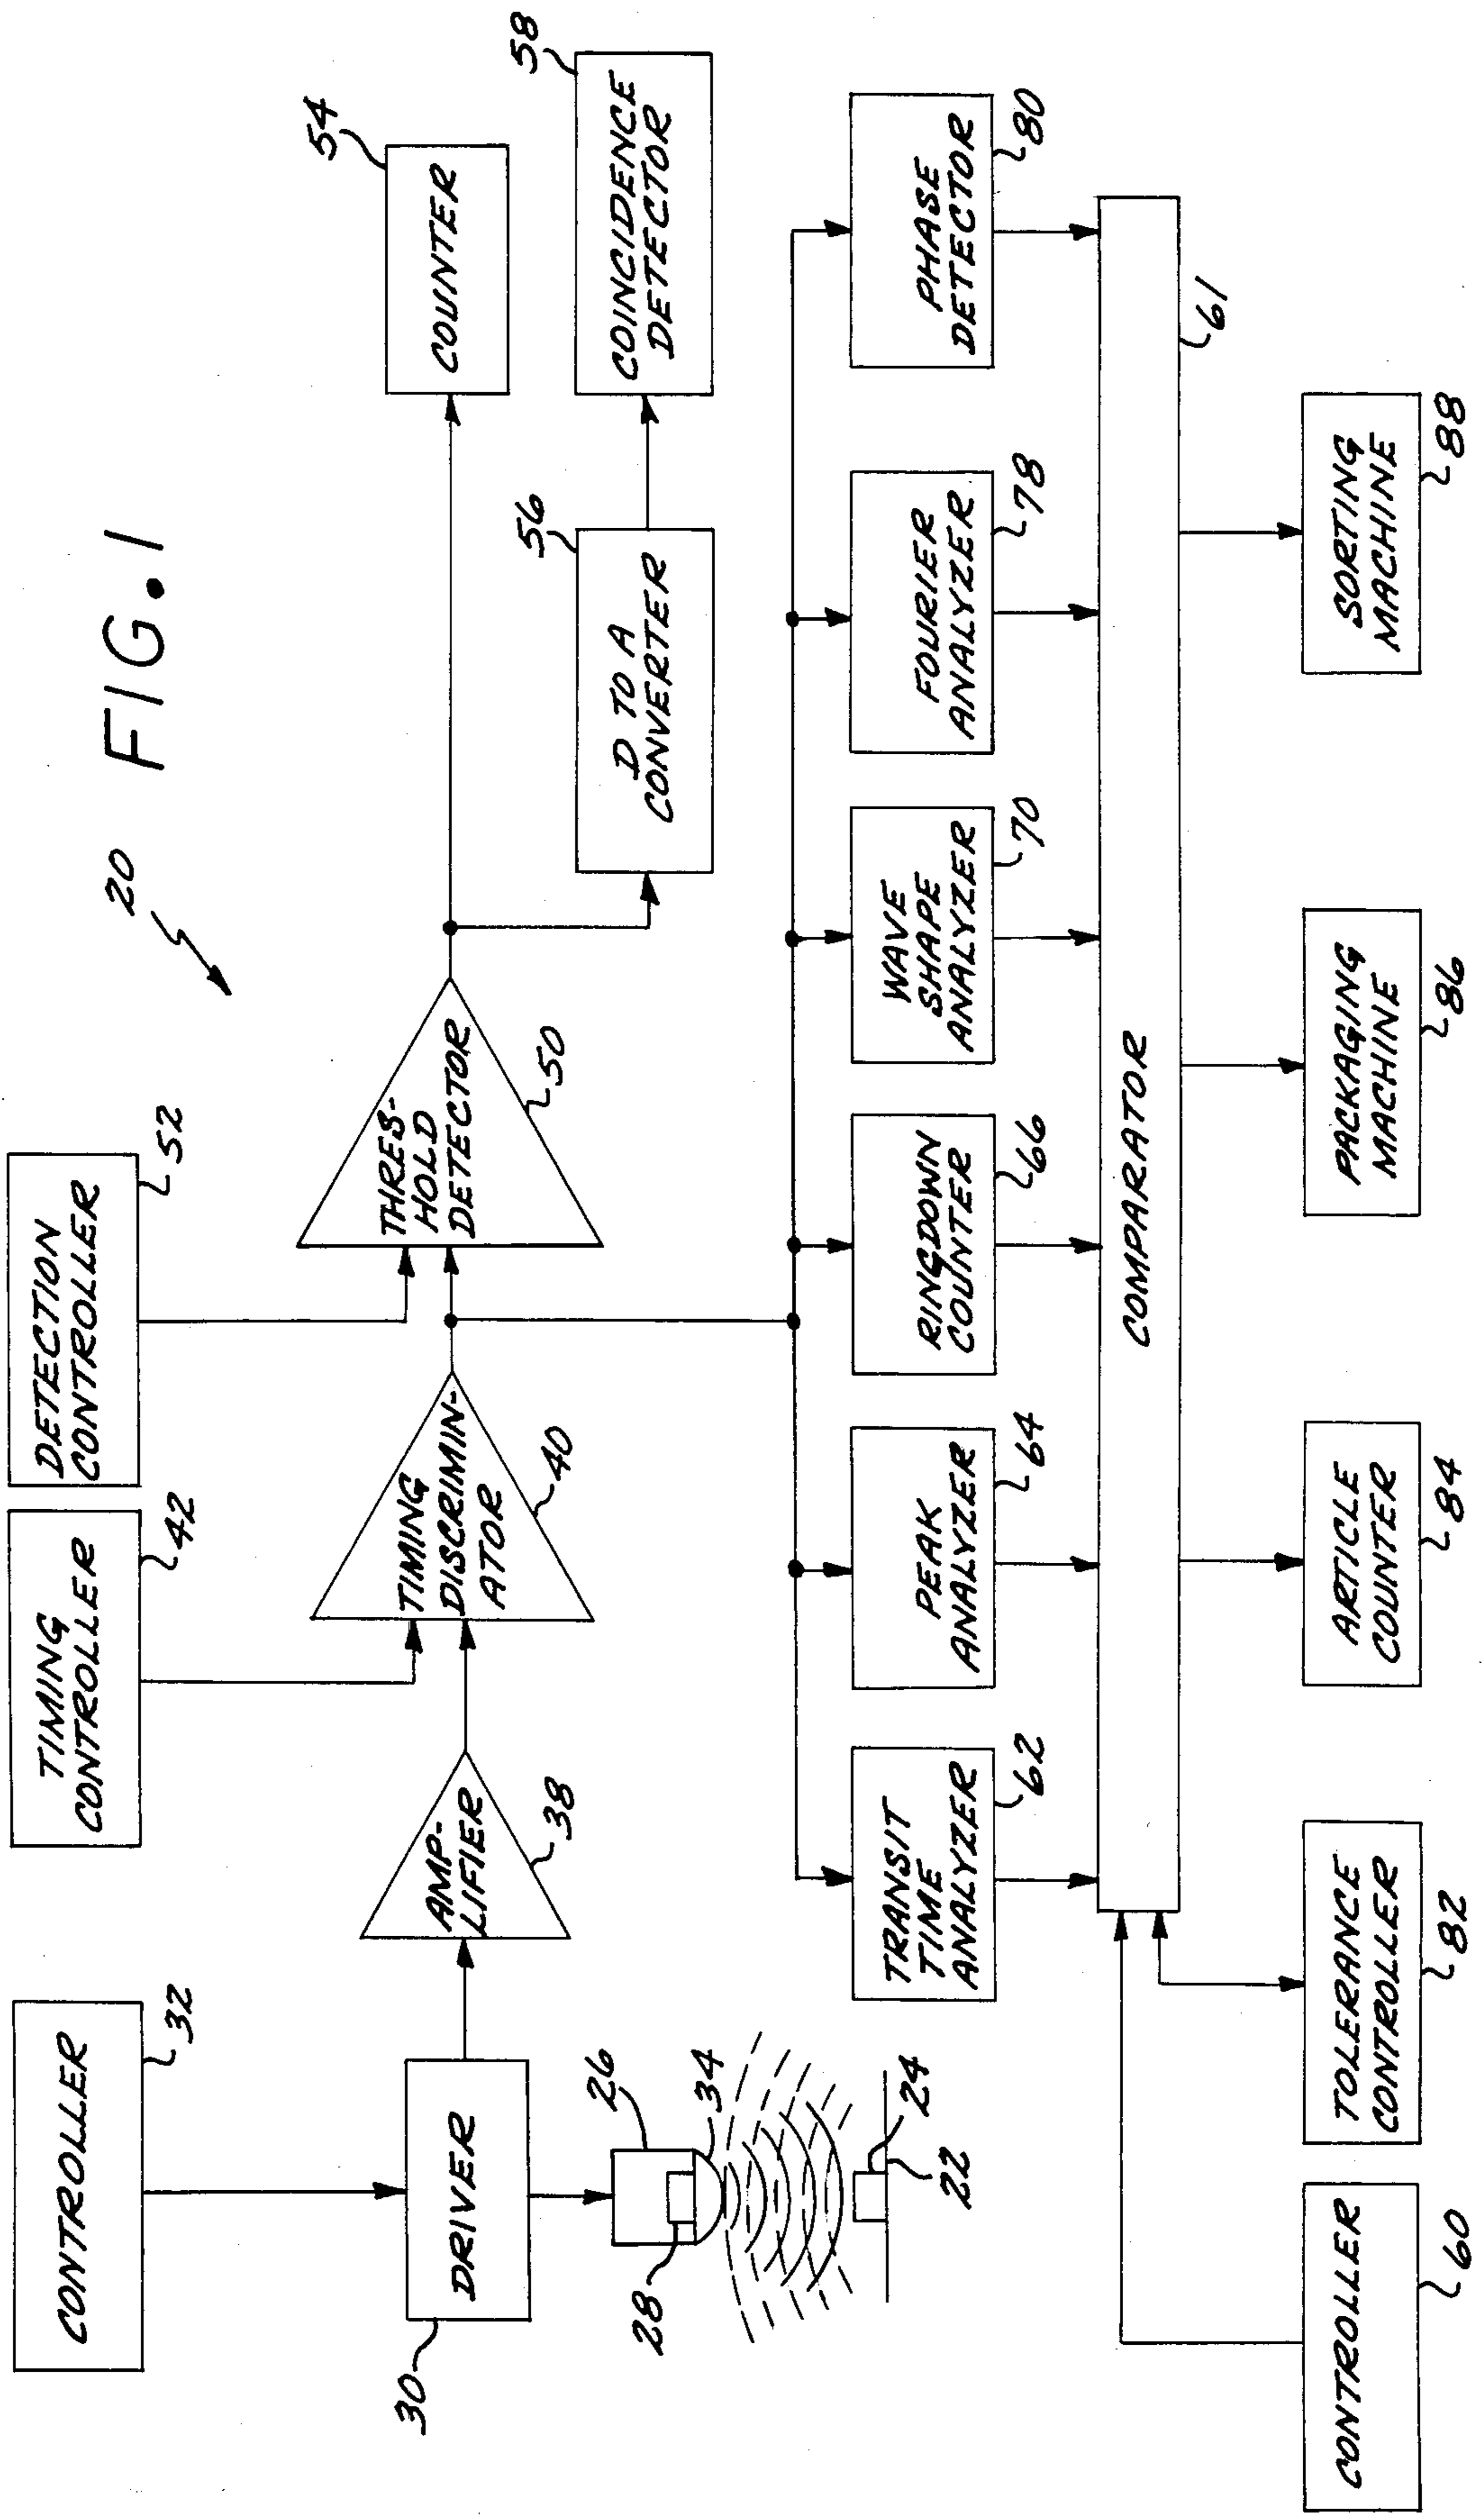 FIG. 1
20
CONTROLLER
32
TIMING
CONTROLLER
42
DETECTION
CONTROLLER
52
DRIVER
30
AMP-
LIFIER
38
TIMING
DISCRIMIN-
ATOR
40
THRES-
HOLD
DETECTOR
50
COUNTER
54
D TO A
CONVERTER
56
COINCIDENCE
DETECTOR
58
26
28
34
24
22
TRANSIT
TIME
ANALYZER
62
PEAK
ANALYZER
64
RINGDOWN
COUNTER
66
WAVE
SHAPE
ANALYZER
70
FOURIER
ANALYZER
78
PHASE
DETECTOR
80
COMPARATOR
61
CONTROLLER
60
TOLERANCE
CONTROLLER
82
ARTICLE
COUNTER
84
PACKAGING
MACHINE
86
SORTING
MACHINE
88